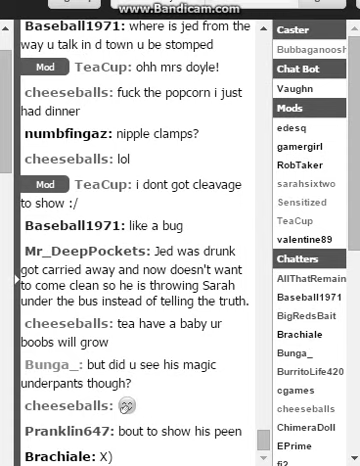 www.Bandicam.com
Baseball1971: where is jed from the
way u talk in d town u be stomped
Mod TeaCup: ohh mrs doyle!
cheeseballs: fuck the popcorn i just
had dinner
numbfingaz: nipple clamps?
cheeseballs: lol
Mod TeaCup: i dont got cleavage
to show :/
Baseball1971: like a bug
Mr_DeepPockets: Jed was drunk
got carried away and now doesn't want
to come clean so he is throwing Sarah
under the bus instead of telling the truth.
cheeseballs: tea have a baby ur
boobs will grow
Bunga_: but did u see his magic
underpants though?
cheeseballs:
Pranklin647: bout to show his peen
Brachiale: X)
Caster
Bubbaganoosh
Chat Bot
Vaughn
Mods
edesq
gamergirl
RobTaker
sarahsixtwo
Sensitized
TeaCup
valentine89
Chatters
AllThatRemain
Baseball1971
BigRedsBait
Brachiale
Bunga_
BurritoLife420
cgames
cheeseballs
ChimeraDoll
EPrime
fi2